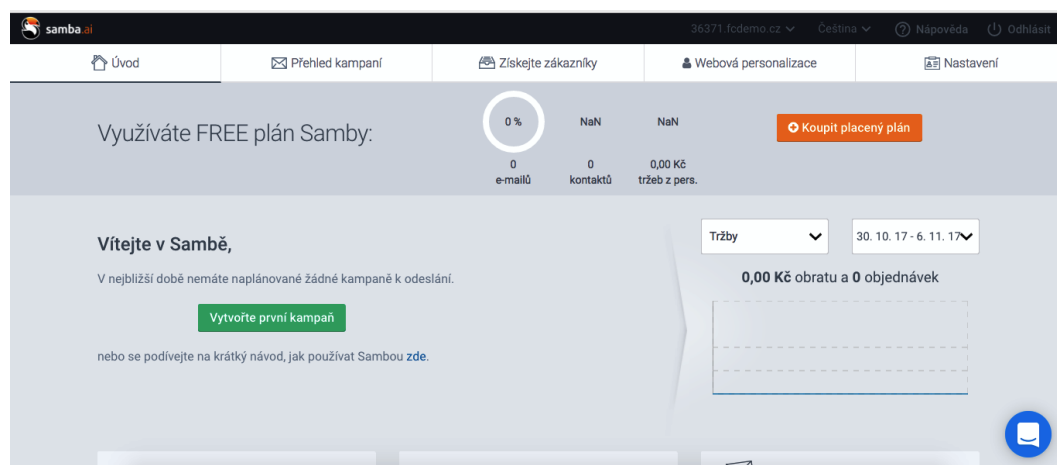 samba.ai
36371.fcdemo.cz
Čeština
Nápověda
Odhlásit
Úvod
Přehled kampaní
Získejte zákazníky
Webová personalizace
Nastavení
Využíváte FREE plán Samby:
0 %
NaN
NaN
0
0
0,00 Kč
e-mailů
kontaktů
tržeb z pers.
Koupit placený plán
Vítejte v Sambě,
V nejbližší době nemáte naplánované žádné kampaně k odeslání.
Vytvořte první kampaň
nebo se podívejte na krátký návod, jak používat Sambou zde.
Tržby
30. 10. 17 - 6. 11. 17
0,00 Kč obratu a 0 objednávek